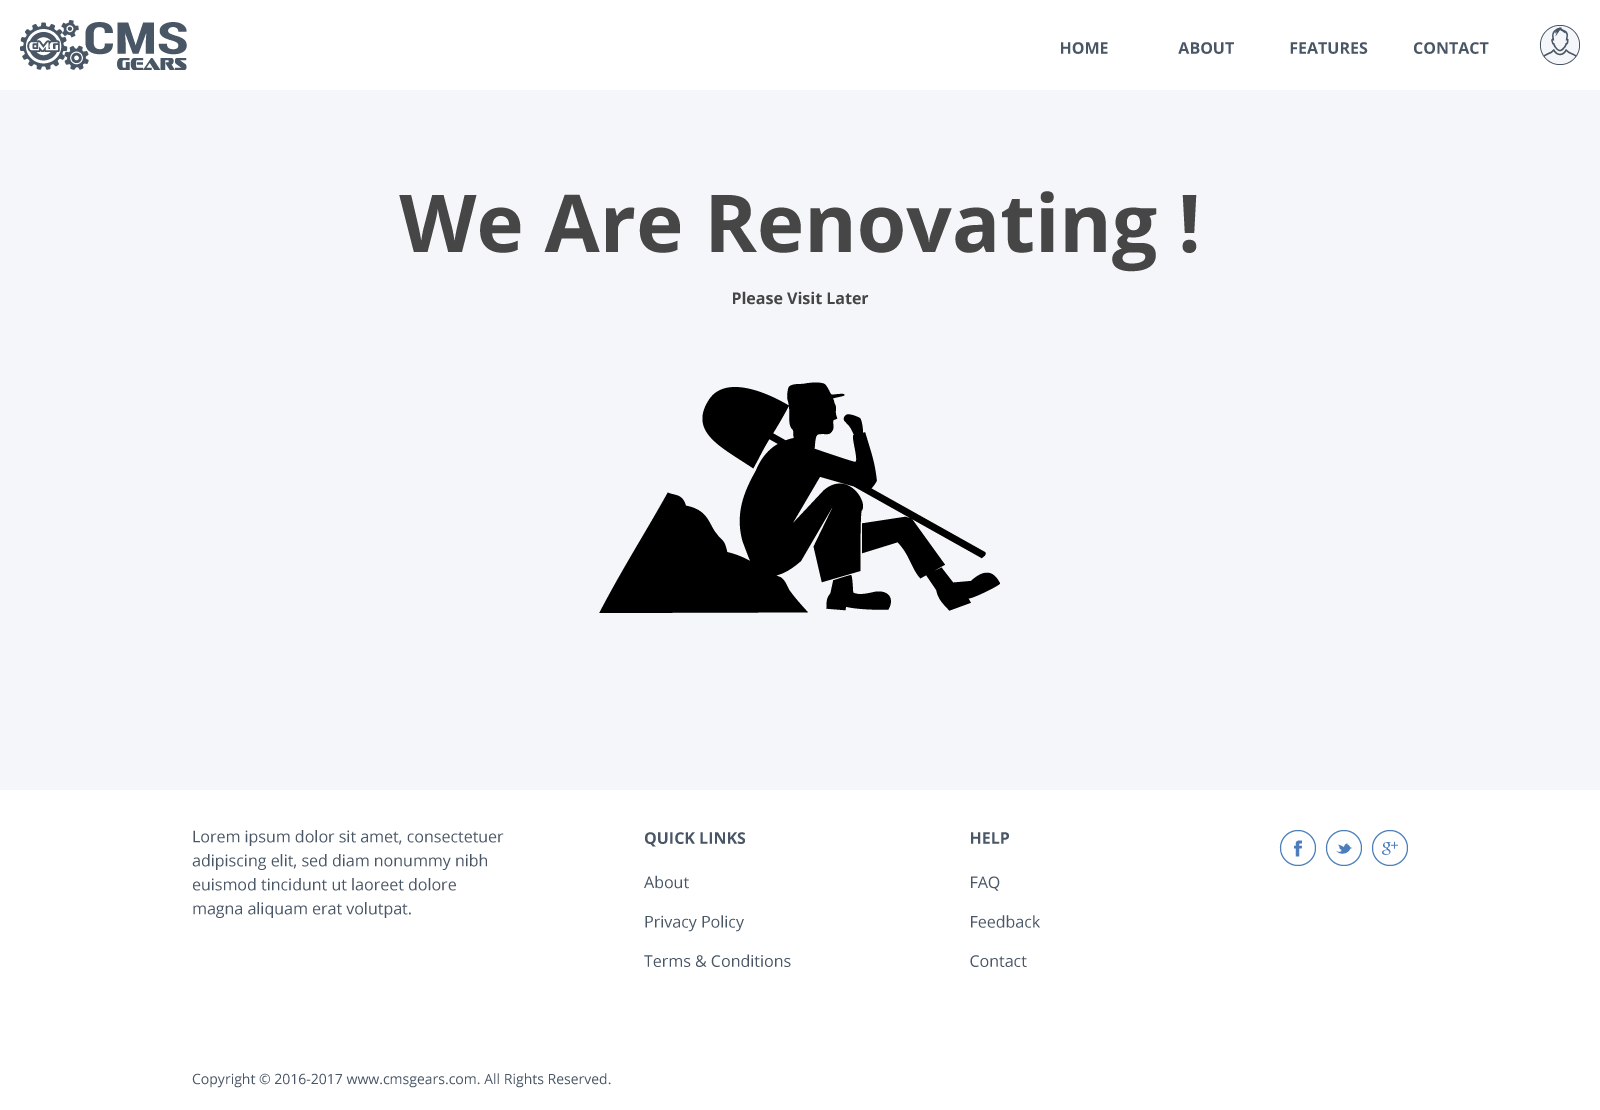 CMG
CMS
GEARS
HOME
ABOUT
FEATURES
CONTACT
We Are Renovating !
Please Visit Later
Lorem ipsum dolor sit amet, consectetuer
adipiscing elit, sed diam nonummy nibh
euismod tincidunt ut laoreet dolore
magna aliquam erat volutpat.
QUICK LINKS
About
Privacy Policy
Terms & Conditions
HELP
FAQ
Feedback
Contact
f
g+
Copyright © 2016-2017 www.cmsgears.com. All Rights Reserved.